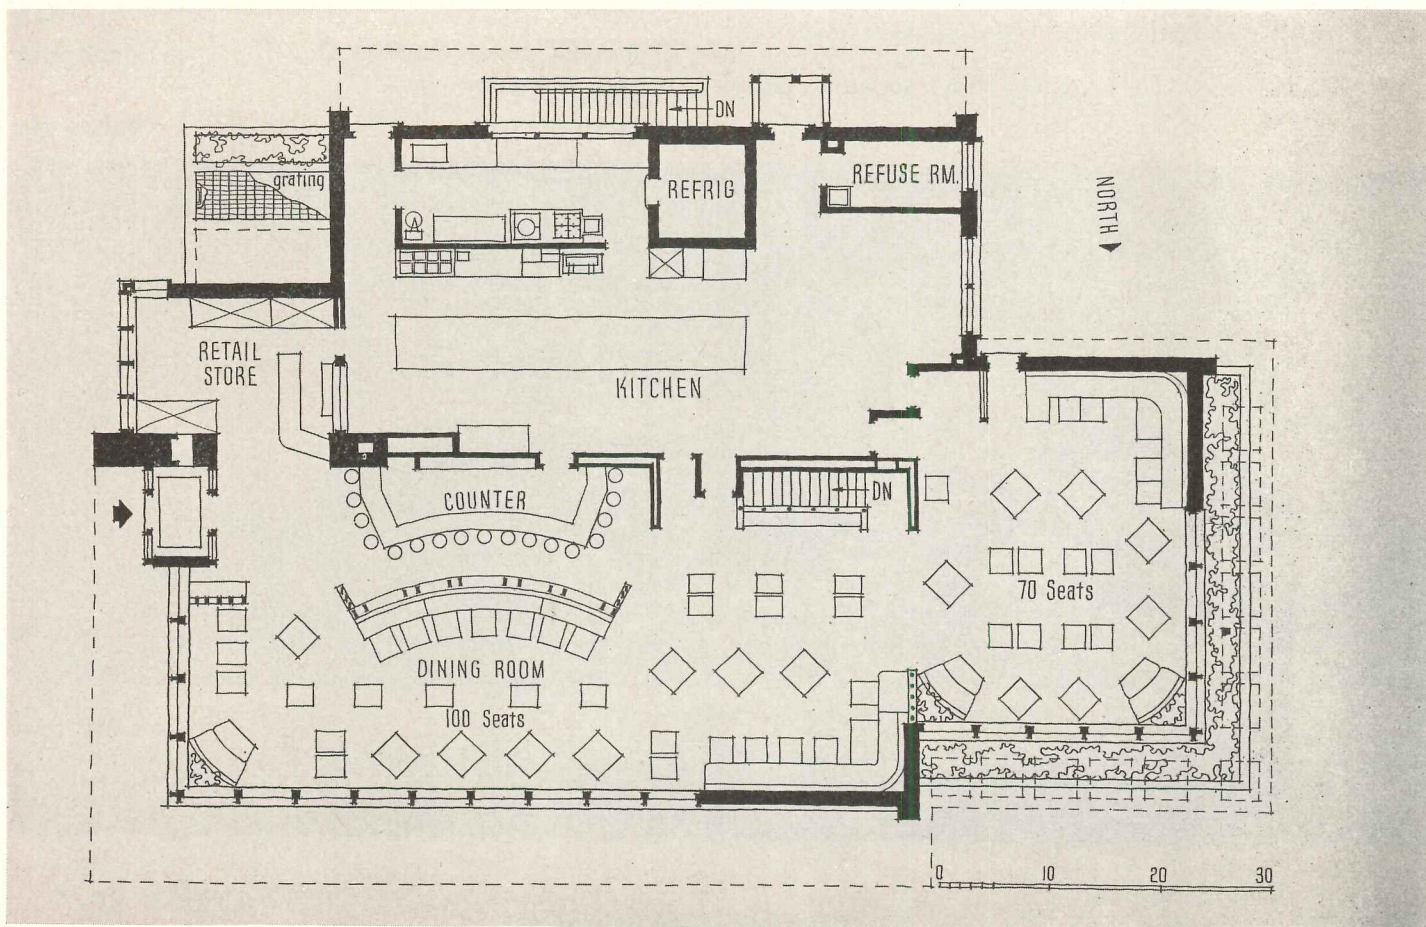 DN
grating
REFRIG
REFUSE RM.
NORTH
RETAIL
STORE
KITCHEN
COUNTER
DN
70 Seats
DINING ROOM
100 Seats
0 10 20 30